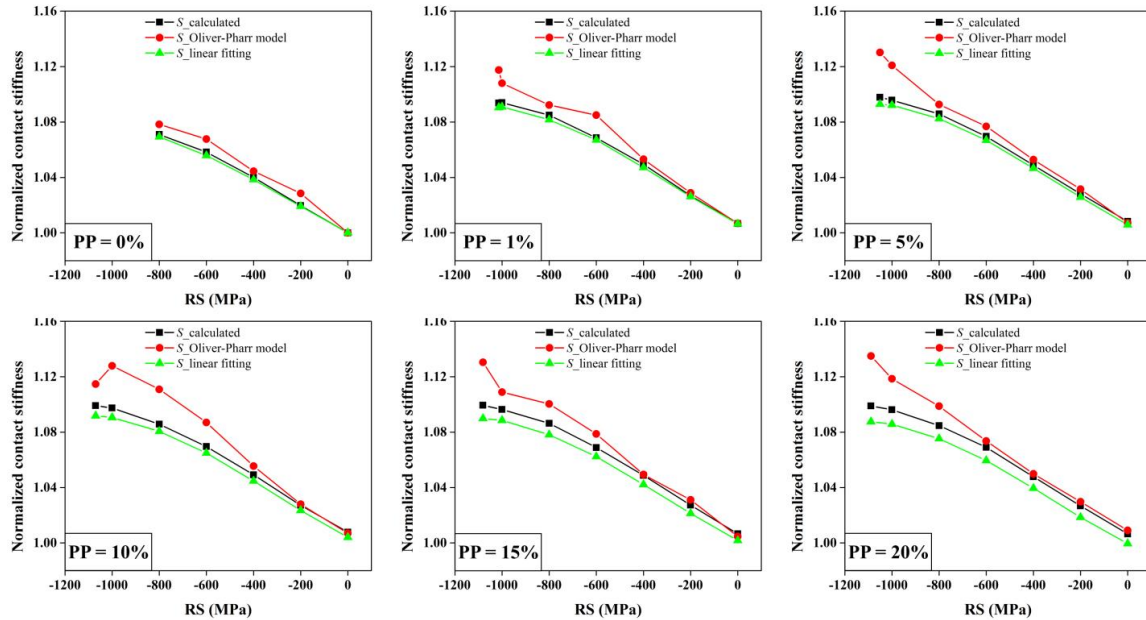 1.16
1.12
1.08
1.04
1.00
Normalized contact stiffness
S_calculated
S_Oliver-Pharr model
S_linear fitting
PP = 0%
-1200 -1000 -800 -600 -400 -200 0
RS (MPa)
1.16
1.12
1.08
1.04
1.00
Normalized contact stiffness
S_calculated
S_Oliver-Pharr model
S_linear fitting
PP = 1%
-1200 -1000 -800 -600 -400 -200 0
RS (MPa)
1.16
1.12
1.08
1.04
1.00
Normalized contact stiffness
S_calculated
S_Oliver-Pharr model
S_linear fitting
PP = 5%
-1200 -1000 -800 -600 -400 -200 0
RS (MPa)
1.16
1.12
1.08
1.04
1.00
Normalized contact stiffness
S_calculated
S_Oliver-Pharr model
S_linear fitting
PP = 10%
-1200 -1000 -800 -600 -400 -200 0
RS (MPa)
1.16
1.12
1.08
1.04
1.00
Normalized contact stiffness
S_calculated
S_Oliver-Pharr model
S_linear fitting
PP = 15%
-1200 -1000 -800 -600 -400 -200 0
RS (MPa)
1.16
1.12
1.08
1.04
1.00
Normalized contact stiffness
S_calculated
S_Oliver-Pharr model
S_linear fitting
PP = 20%
-1200 -1000 -800 -600 -400 -200 0
RS (MPa)